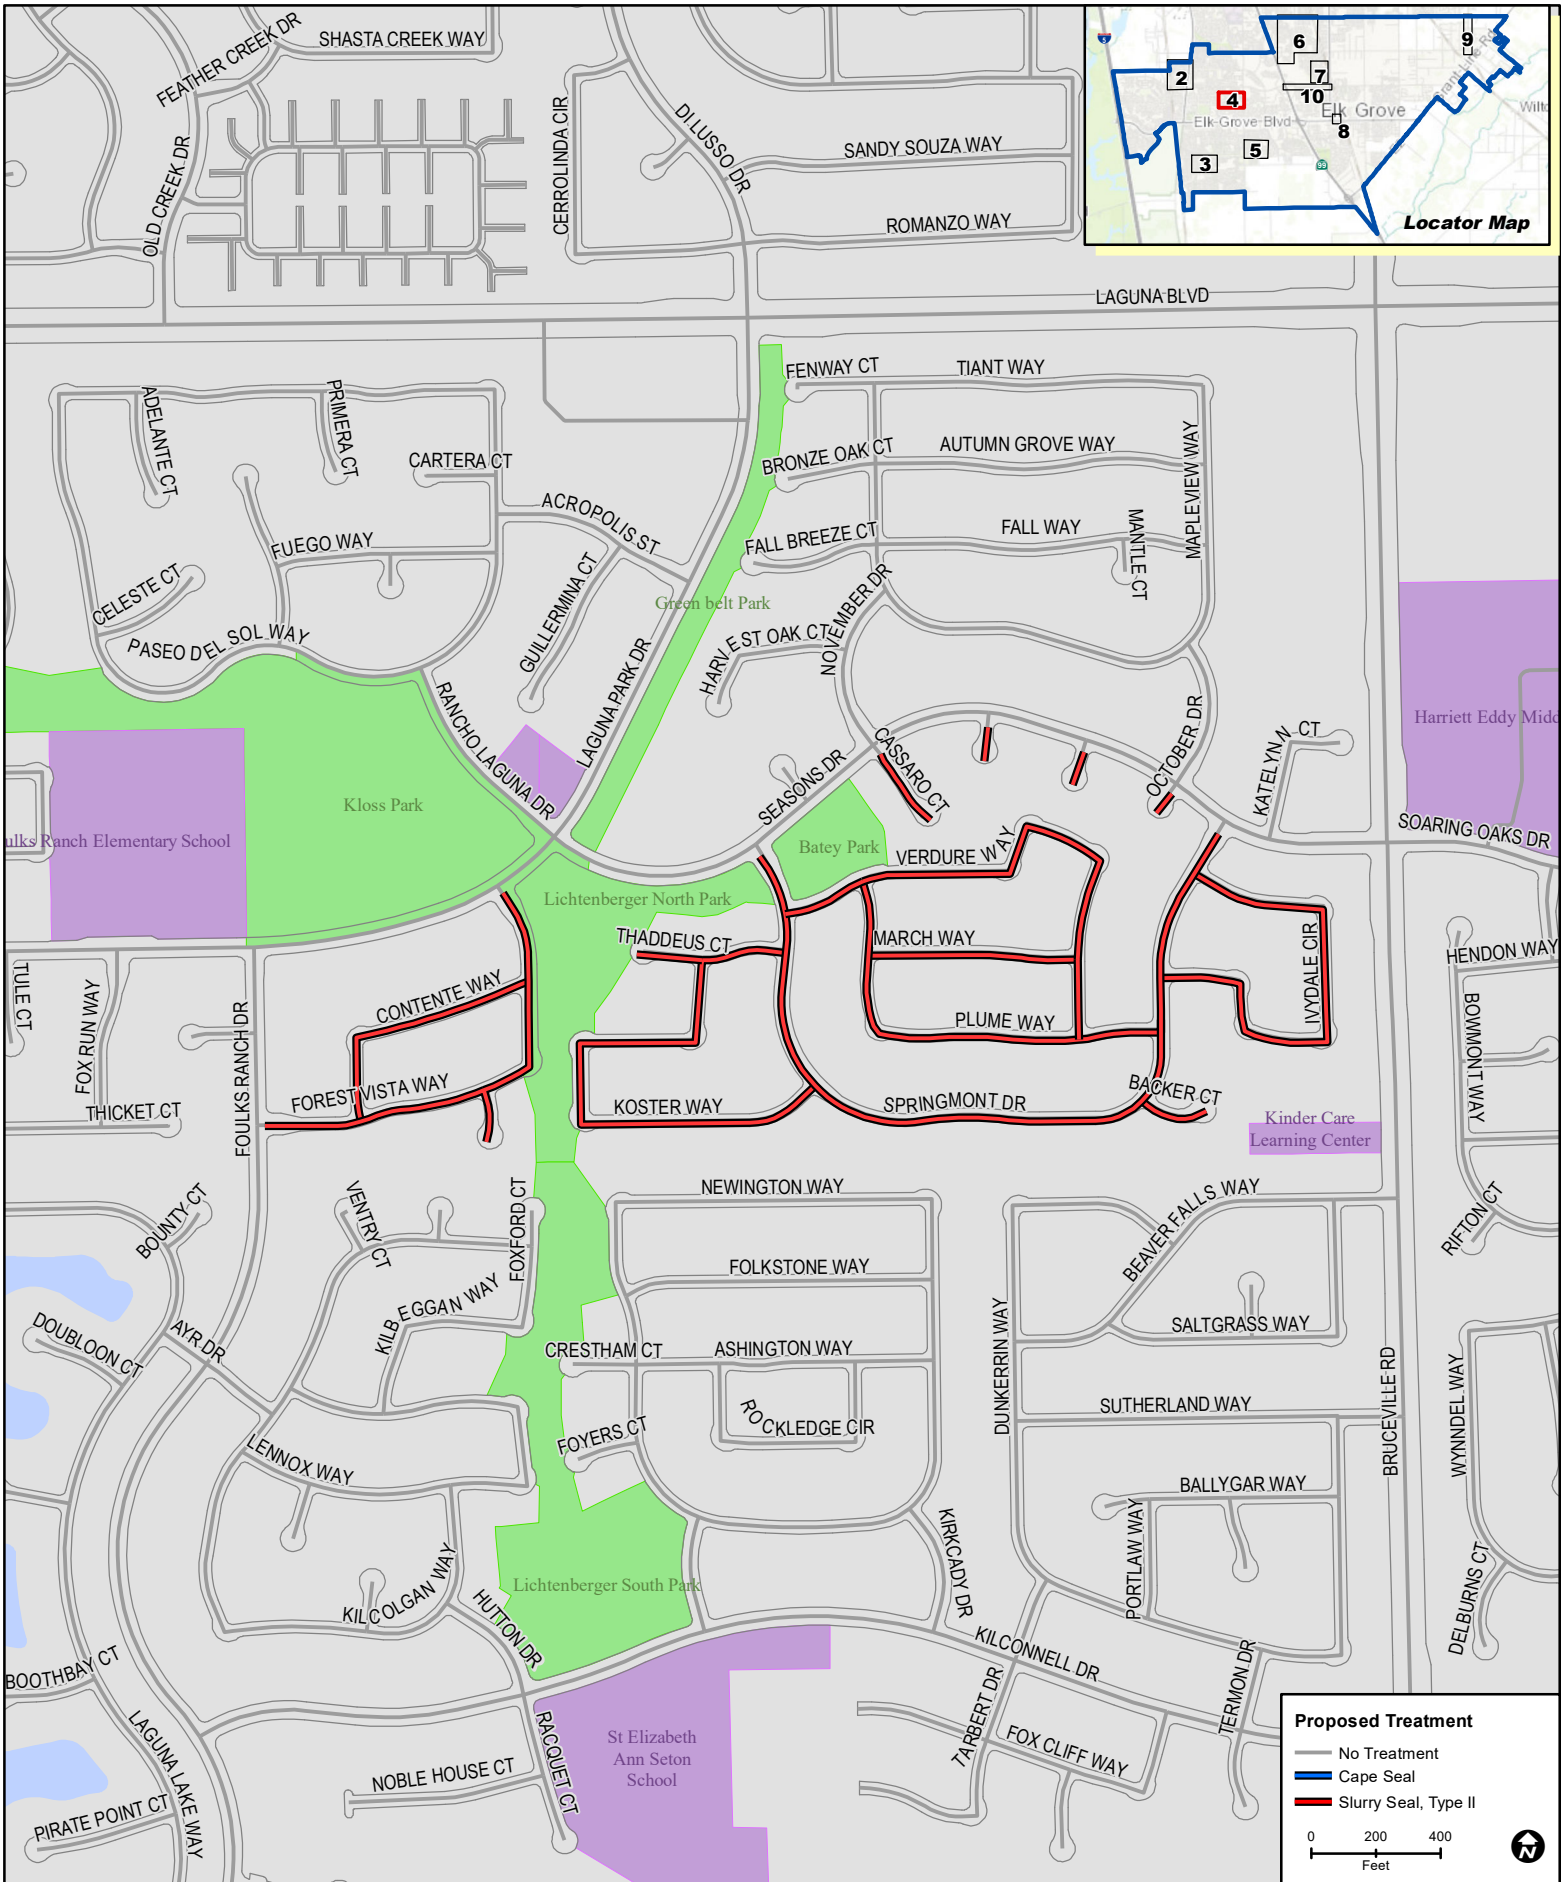 FEATHER CREEK DR
SHASTA CREEK WAY
OLD CREEK DR
CERROLINDA CIR
DI LUSSO DR
SANDY SOUZA WAY
ROMANZO WAY
LAGUNA BLVD
6
9
2
7
4
10
Elk Grove
Elk Grove Blvd
8
5
3
99
Grant Line Rd
Wilt
Locator Map
FENWAY CT
TIANT WAY
ADELANTE CT
PRIMERA CT
CARTERA CT
BRONZE OAK CT
AUTUMN GROVE WAY
MAPLEVIEW WAY
ACROPOLIS ST
FUEGO WAY
FALL BREEZE CT
FALL WAY
MANTLE CT
CELESTE CT
GUILLERMINA CT
Green belt Park
NOVEMBER DR
PASEO DEL SOL WAY
HARVEST OAK CT
RANCHO LAGUNA DR
LAGUNA PARK DR
CASSARO CT
OCTOBER DR
KATELYNN CT
Harriett Eddy Midd
SEASONS DR
Kloss Park
ulks Ranch Elementary School
Batey Park
VERDURE WAY
SOARING OAKS DR
Lichtenberger North Park
THADDEUS CT
MARCH WAY
IVYDALE CIR
HENDON WAY
TULE CT
FOX RUN WAY
CONTENTE WAY
FOULKS RANCH DR
PLUME WAY
BOWMONT WAY
FOREST VISTA WAY
THICKET CT
KOSTER WAY
SPRINGMONT DR
BACKER CT
Kinder Care
Learning Center
BOUNTY CT
VENTRY CT
FOXFORD CT
NEWINGTON WAY
BEAVER FALLS WAY
RIFTON CT
KILBEGGAN WAY
FOLKSTONE WAY
DOUBLOON CT
AYR DR
CRESTHAM CT
ASHINGTON WAY
DUNKERRIN WAY
SALTGRASS WAY
BRUCEVILLE RD
WYNNDEL WAY
ROCKLEDGE CIR
SUTHERLAND WAY
LENNOX WAY
FOYERS CT
BALLYGAR WAY
KIRKCADY DR
PORTLAW WAY
KILCOLGAN WAY
Lichtenberger South Park
HUTTON DR
DELBURNS CT
BOOTHBAY CT
KILCONNELL DR
TARBERT DR
TERMON DR
LAGUNA LAKE WAY
RACQUET CT
St Elizabeth
Ann Seton
School
FOX CLIFF WAY
NOBLE HOUSE CT
PIRATE POINT CT
Proposed Treatment
No Treatment
Cape Seal
Slurry Seal, Type II
0 200 400
Feet
N